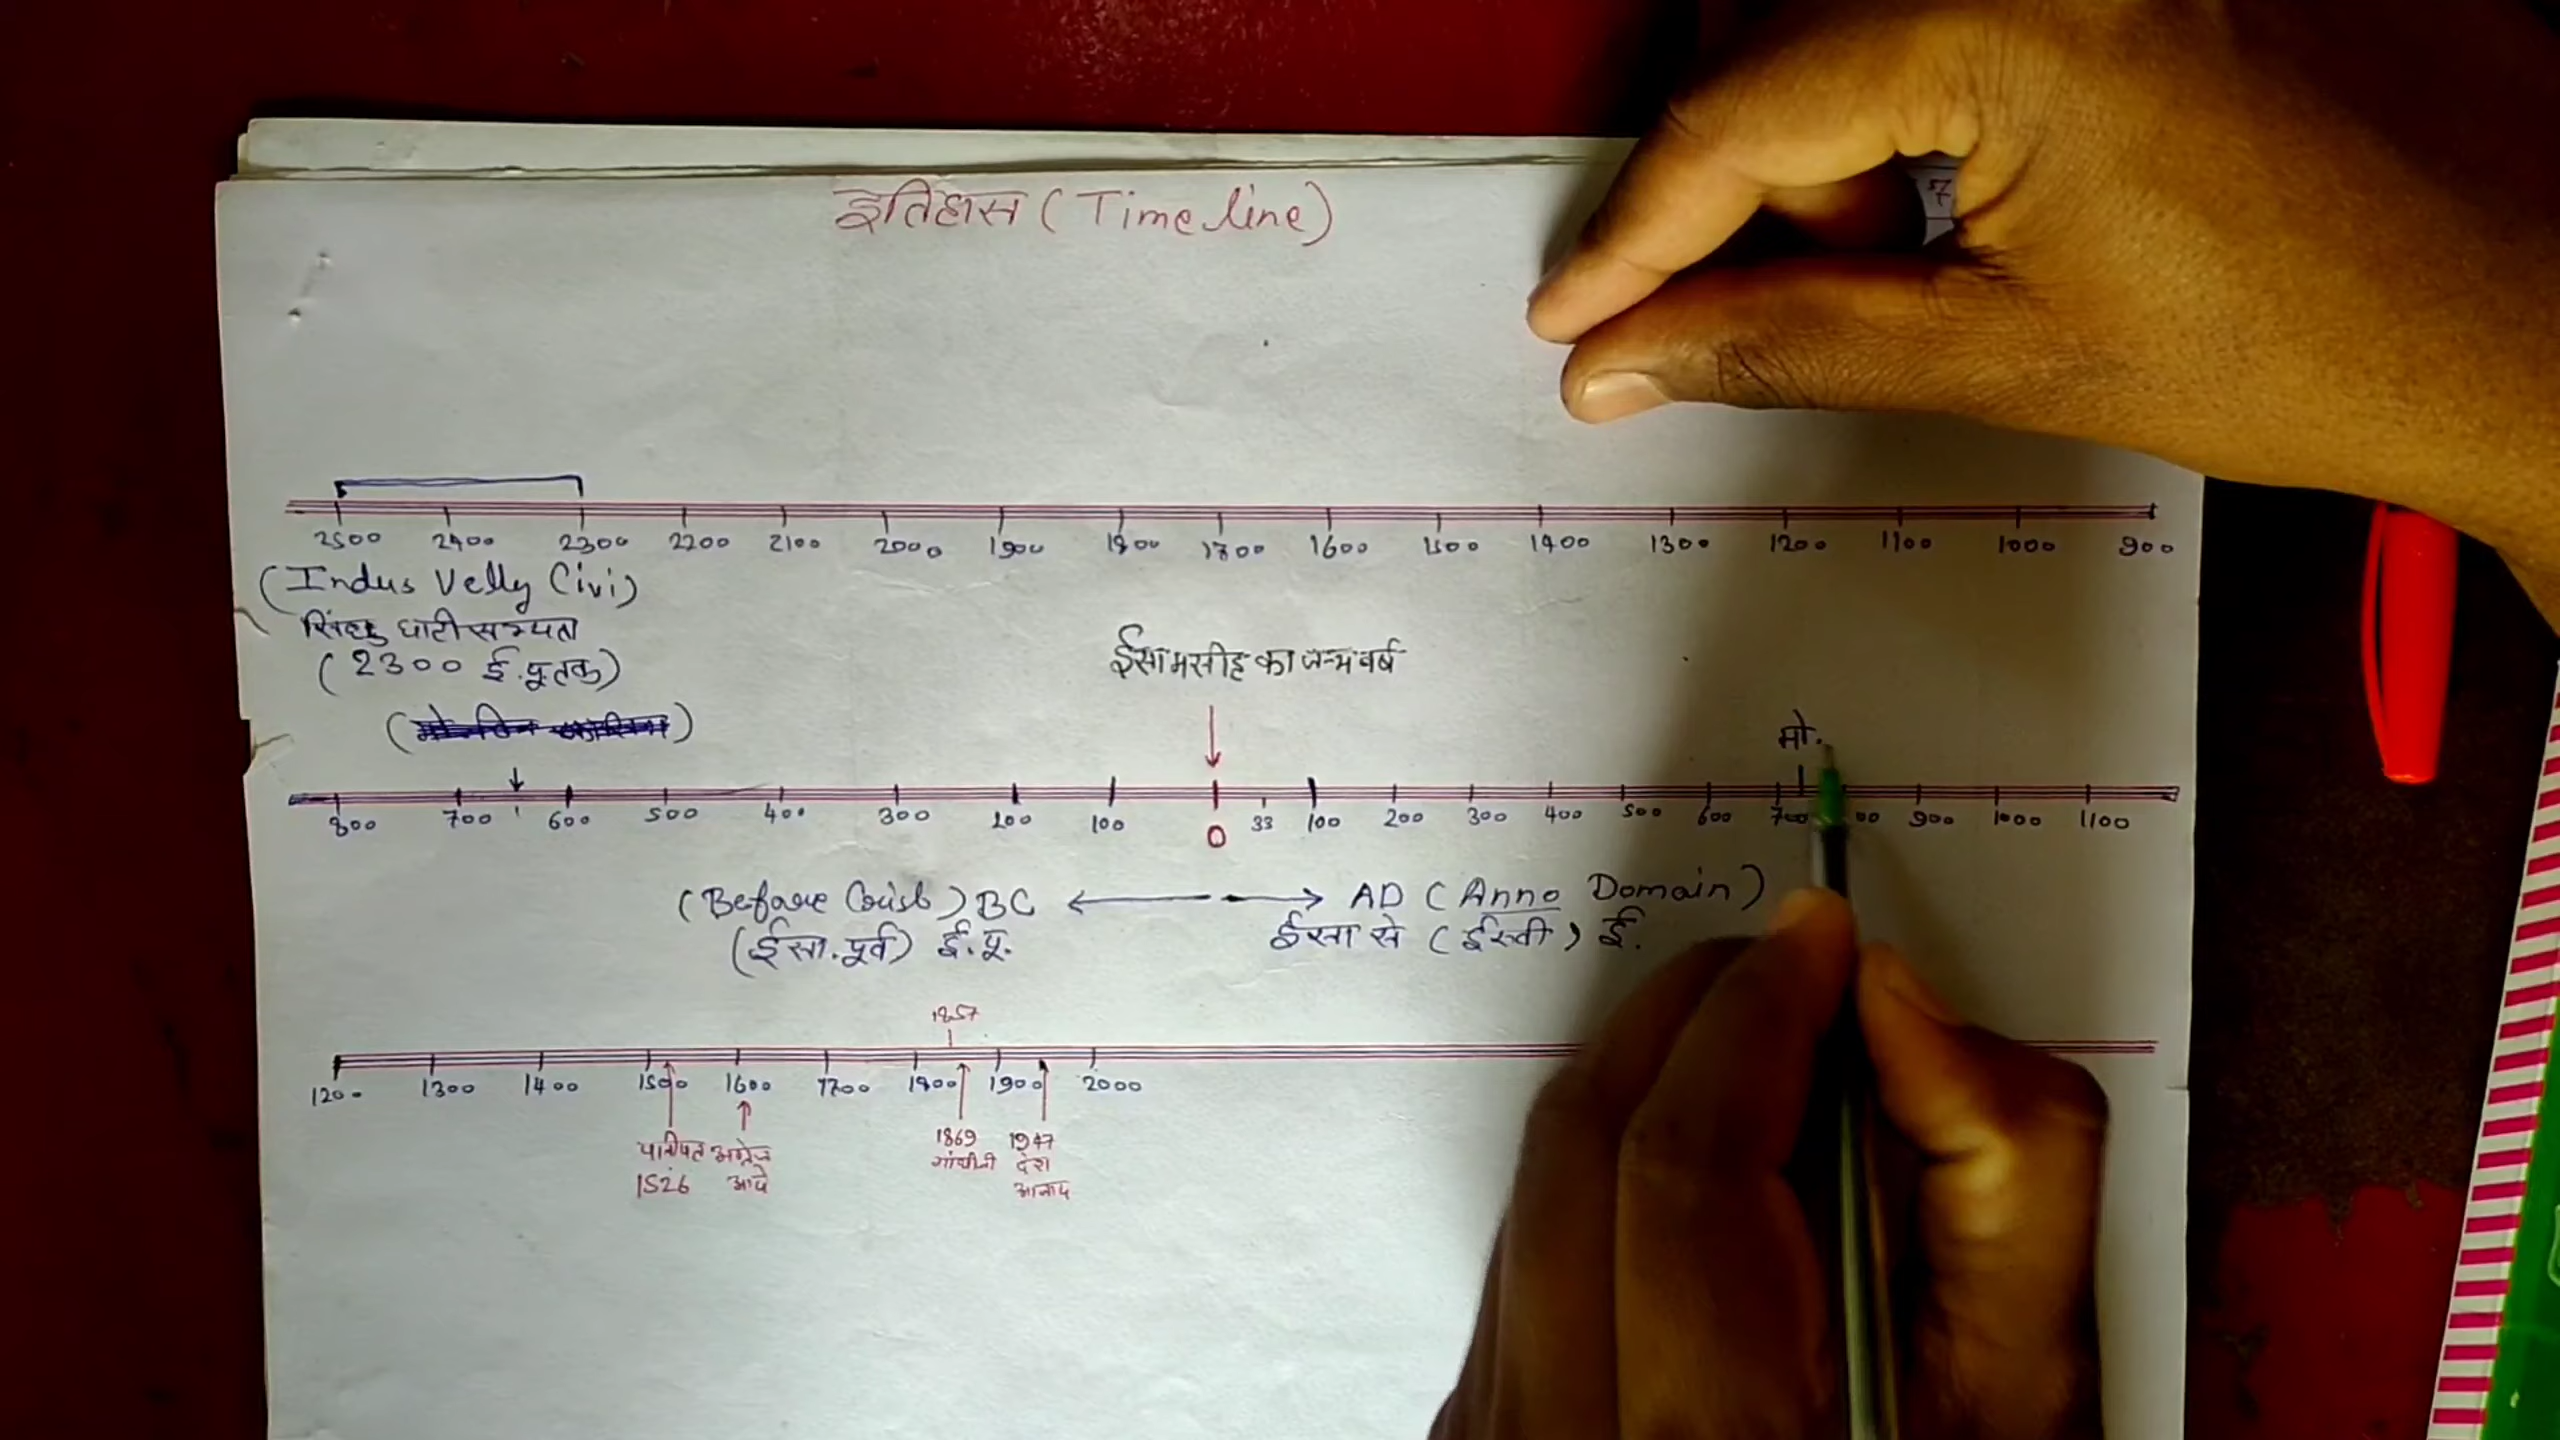 इतिहास (Time line)
57
2500 2400 2300 2200 2100 2000 1900 1800 1700 1600 1500 1400 1300 1200 1100 1000 900
(Indus Velly Civi)
सिंधु घाटी सभ्यता
(2300 ई.पू.तक)
ईसा मसीह का जन्म वर्ष
मो.
800 700 600 500 400 300 200 100 0 33 100 200 300 400 500 600 700 00 900 1000 1100
(Before Crist) BC AD (Anno Domain)
(ईसा.पूर्व) ई.पू. ईसा से (ईस्वी) ई.
1857
1200 1300 1400 1500 1600 1700 1800 1900 2000
पानीपत अंग्रेज 1869 1947
1526 आये गांधीजी देश
आजाद